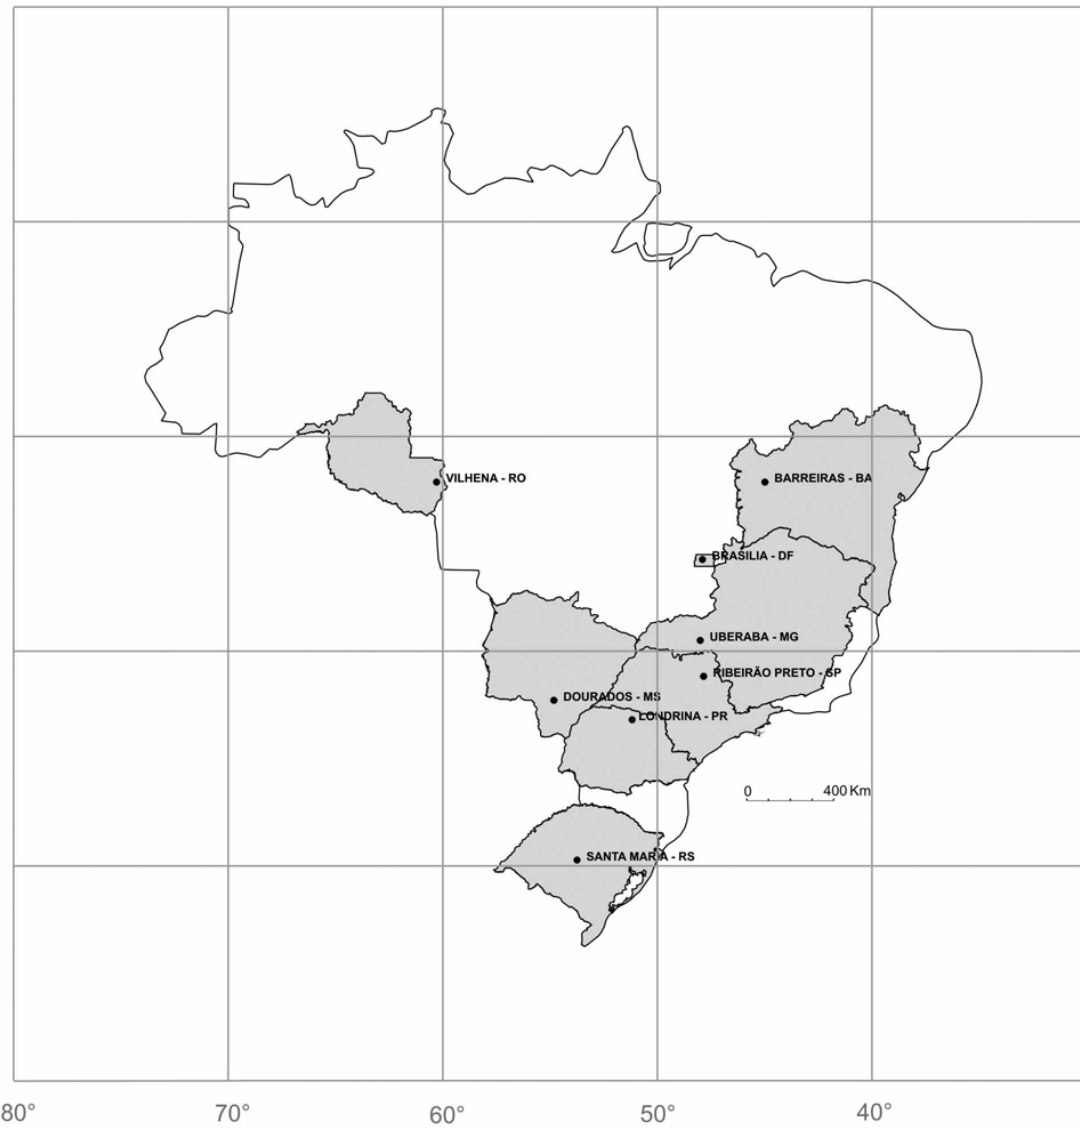 VILHENA - RO
BARREIRAS - BA
BRASILIA - DF
UBERABA - MG
RIBEIRÃO PRETO - SP
DOURADOS - MS
LONDRINA - PR
0 400 Km
SANTA MARIA - RS
80° 70° 60° 50° 40°